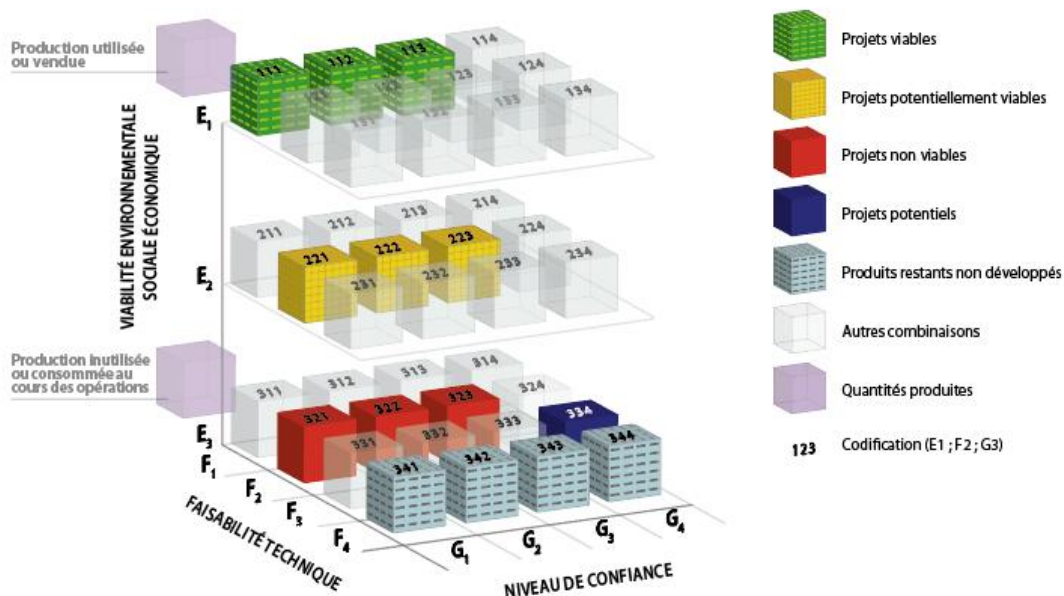 Production utilisée
ou vendue
VIABILITÉ ENVIRONNEMENTALE
SOCIALE ÉCONOMIQUE
Production inutilisée
ou consommée au
cours des opérations
E1
E2
E3
111
112
113
114
121
122
123
124
131
132
133
134
211
212
213
214
221
222
223
224
231
232
233
234
311
312
313
314
321
322
323
324
331
332
333
334
341
342
343
344
F1
F2
F3
F4
FAISABILITÉ TECHNIQUE
G1
G2
G3
G4
NIVEAU DE CONFIANCE
Projets viables
Projets potentiellement viables
Projets non viables
Projets potentiels
Produits restants non développés
Autres combinaisons
Quantités produites
123 Codification (E1 ; F2 ; G3)